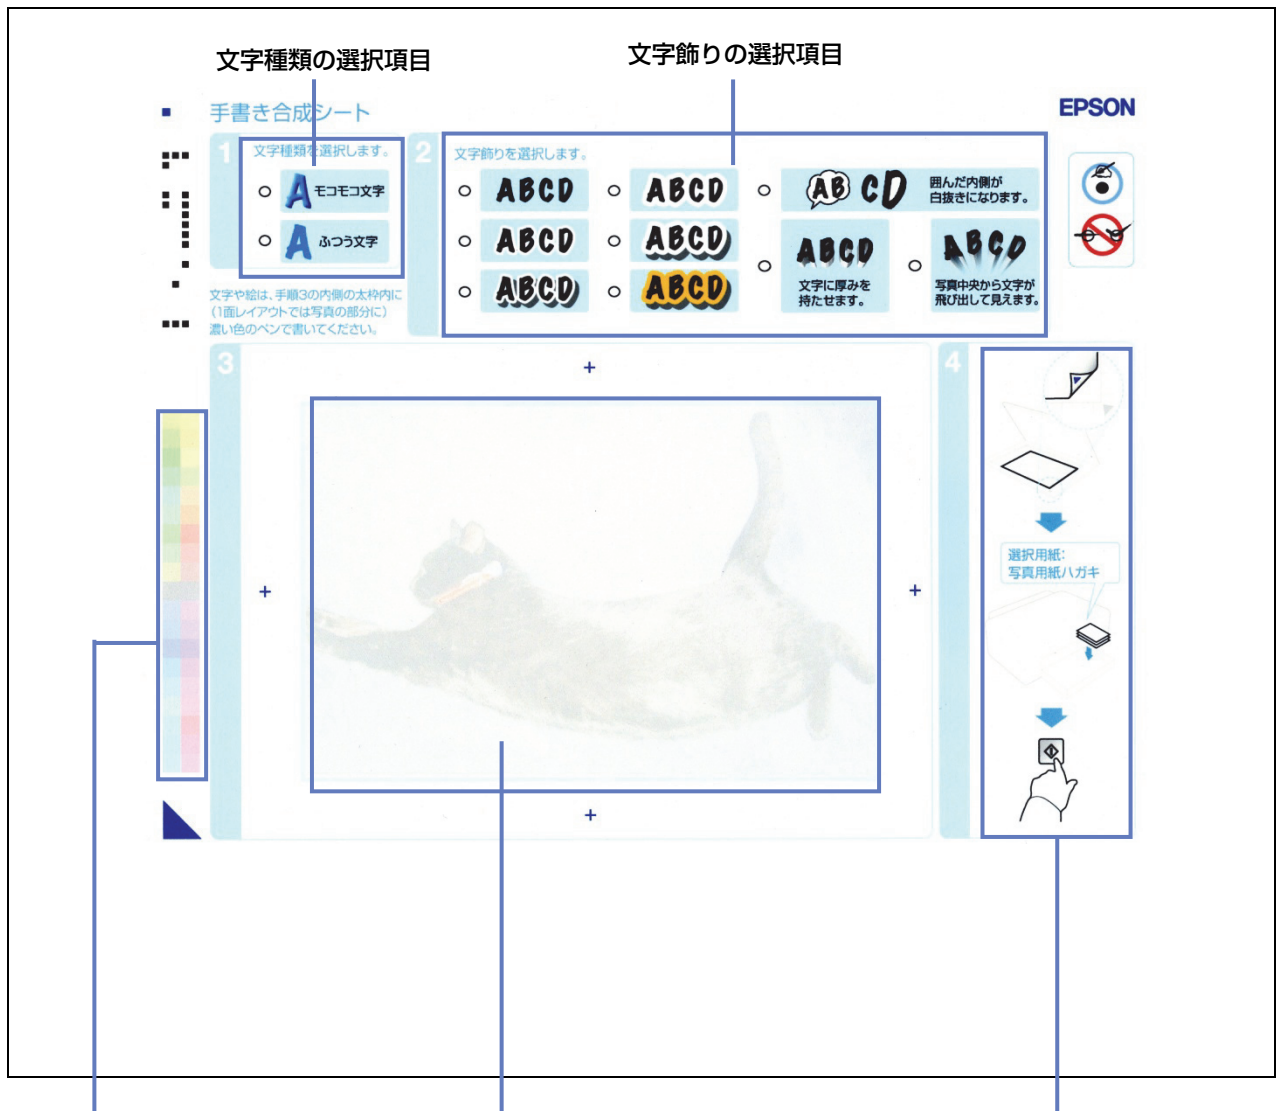 文字種類の選択項目
文字飾りの選択項目
手書き合成シート
EPSON
1
文字種類を選択します。
A モコモコ文字
A ふつう文字
文字や絵は、手順3の内側の太枠内に
(1面レイアウトでは写真の部分に)
濃い色のペンで書いてください。
2
文字飾りを選択します。
ABCD
ABCD
AB CD
囲んだ内側が
白抜きになります。
ABCD
ABCD
ABCD
文字に厚みを
持たせます。
ABCD
写真中央から文字が
飛び出して見えます。
ABCD
ABCD
3
4
選択用紙:
写真用紙ハガキ